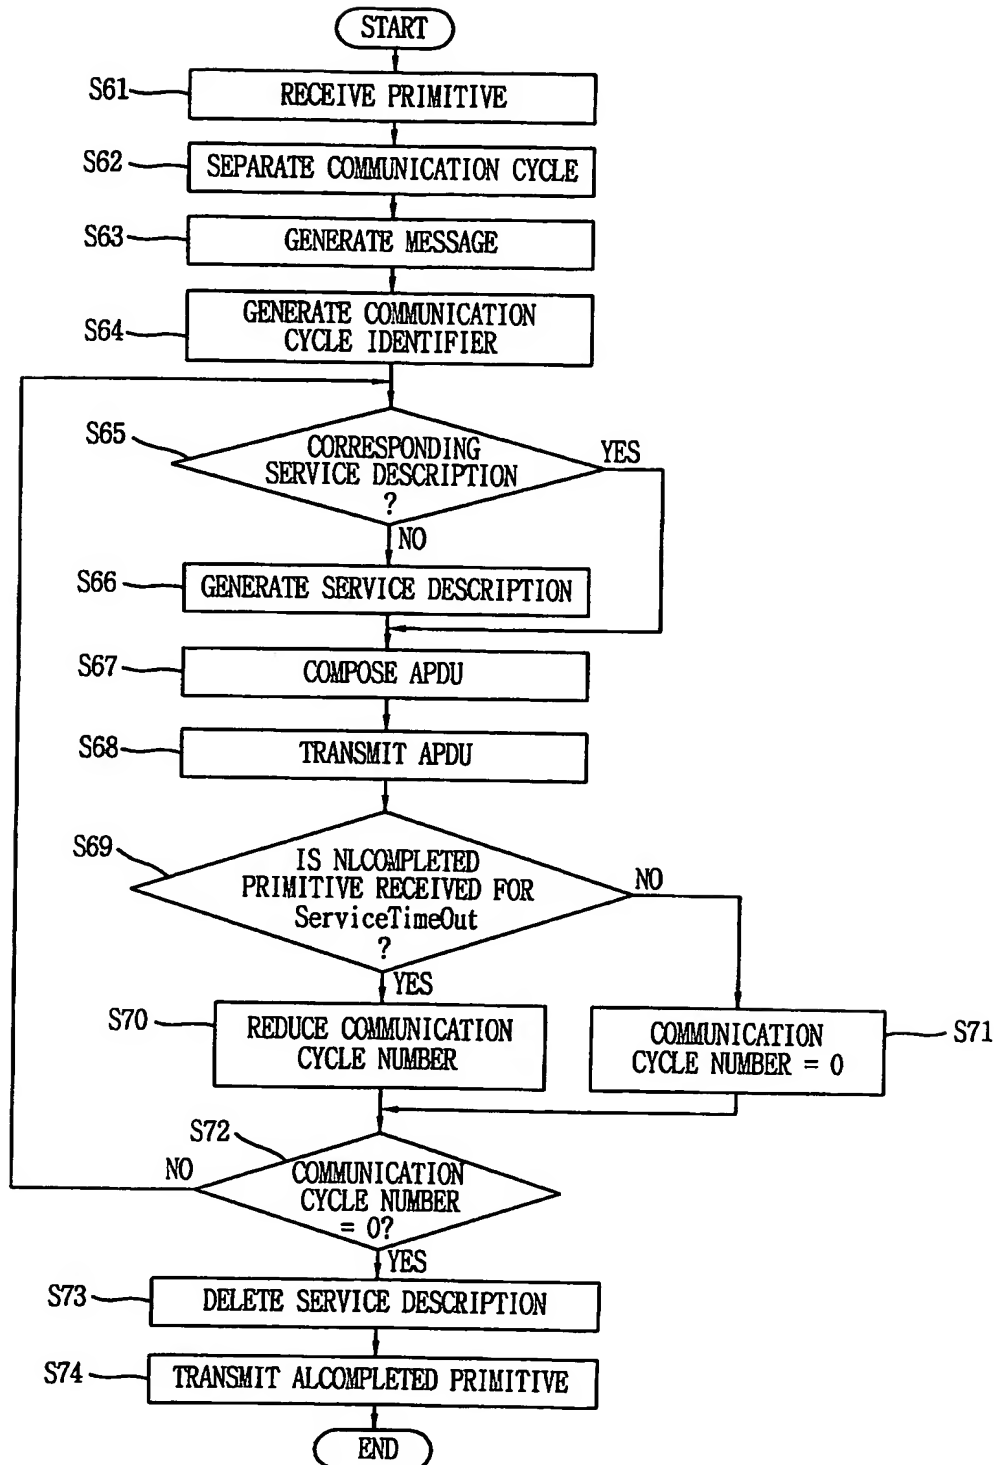 START
S61
RECEIVE PRIMITIVE
S62
SEPARATE COMMUNICATION CYCLE
S63
GENERATE MESSAGE
S64
GENERATE COMMUNICATION
CYCLE IDENTIFIER
S65
CORRESPONDING
SERVICE DESCRIPTION
?
YES
NO
S66
GENERATE SERVICE DESCRIPTION
S67
COMPOSE APDU
S68
TRANSMIT APDU
S69
IS NLCOMPLETED
PRIMITIVE RECEIVED FOR
ServiceTimeOut
?
NO
YES
S70
REDUCE COMMUNICATION
CYCLE NUMBER
COMMUNICATION
CYCLE NUMBER = 0
S71
S72
NO
COMMUNICATION
CYCLE NUMBER
= 0?
YES
S73
DELETE SERVICE DESCRIPTION
S74
TRANSMIT ALCOMPLETED PRIMITIVE
END